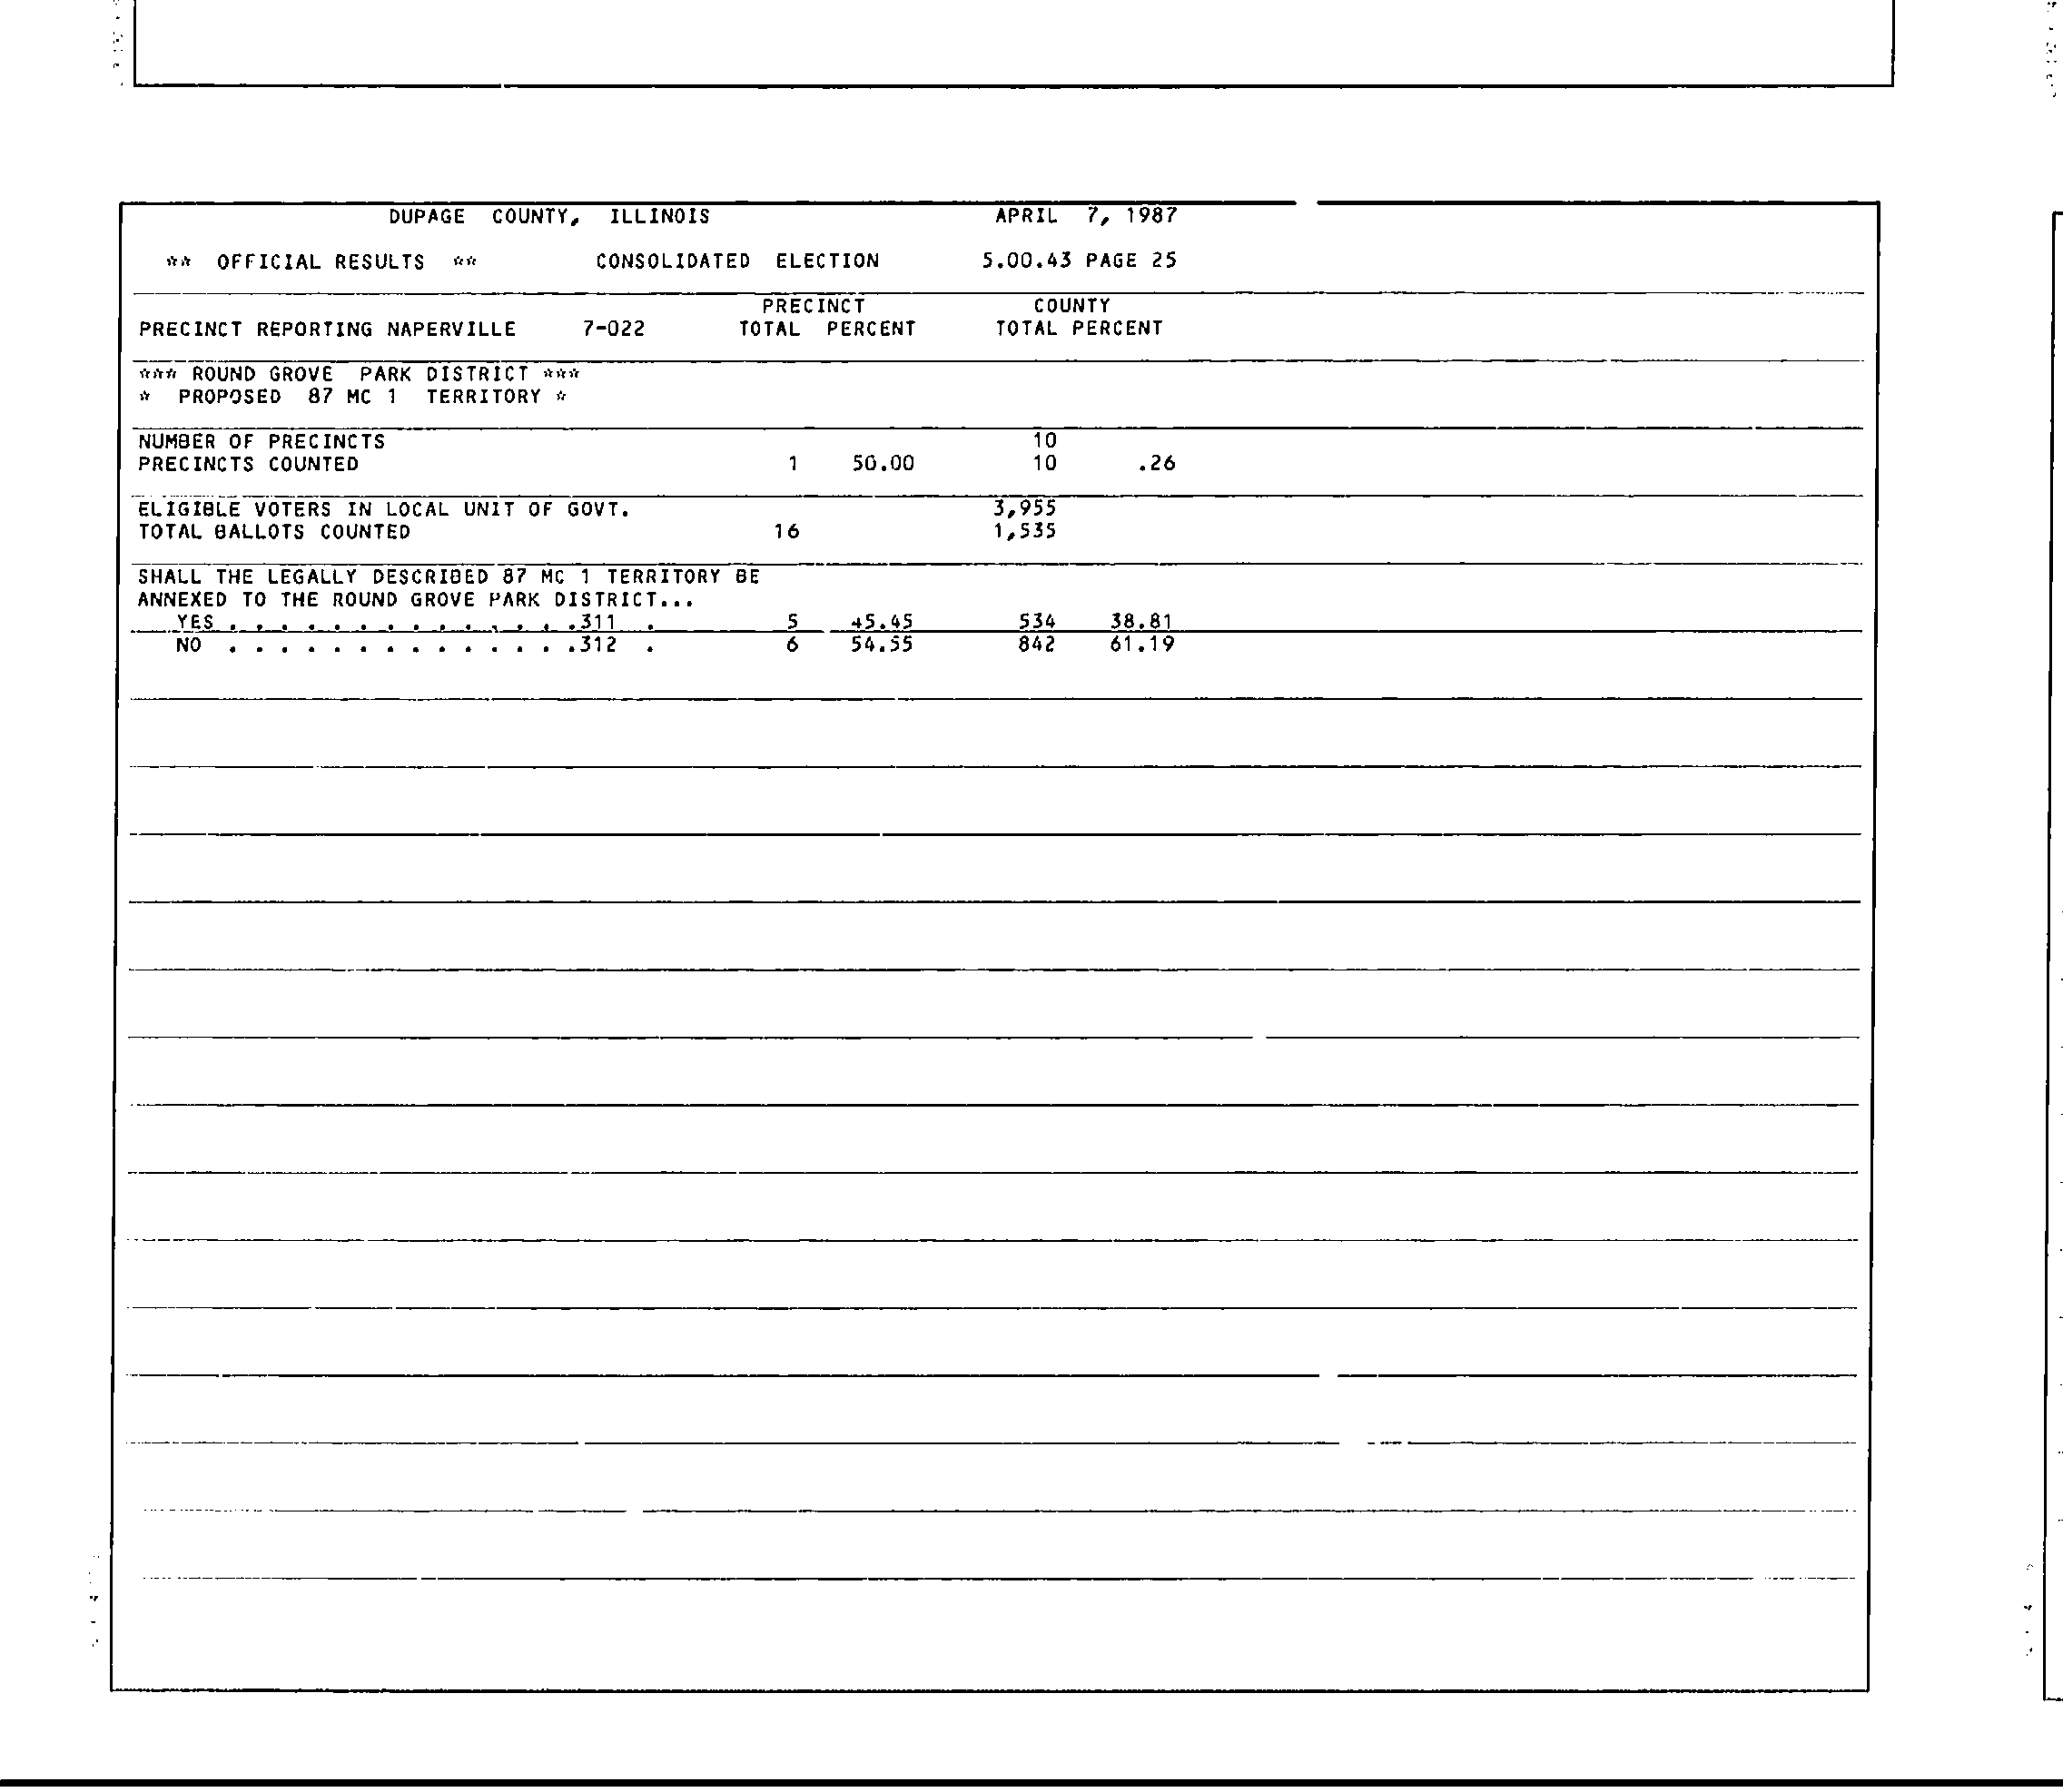 DUPAGE COUNTY, ILLINOIS APRIL 7, 1987
** OFFICIAL RESULTS ** CONSOLIDATED ELECTION 5.00.43 PAGE 25
PRECINCT COUNTY
PRECINCT REPORTING NAPERVILLE 7-022 TOTAL PERCENT TOTAL PERCENT
*** ROUND GROVE PARK DISTRICT ***
* PROPOSED 87 MC 1 TERRITORY *
NUMBER OF PRECINCTS 10
PRECINCTS COUNTED 1 50.00 10 .26
ELIGIBLE VOTERS IN LOCAL UNIT OF GOVT. 3,955
TOTAL BALLOTS COUNTED 16 1,535
SHALL THE LEGALLY DESCRIBED 87 MC 1 TERRITORY BE
ANNEXED TO THE ROUND GROVE PARK DISTRICT...
YES . . . . . . . . . . . . . .311 . 5 45.45 534 38.81
NO . . . . . . . . . . . . . .312 . 6 54.55 842 61.19